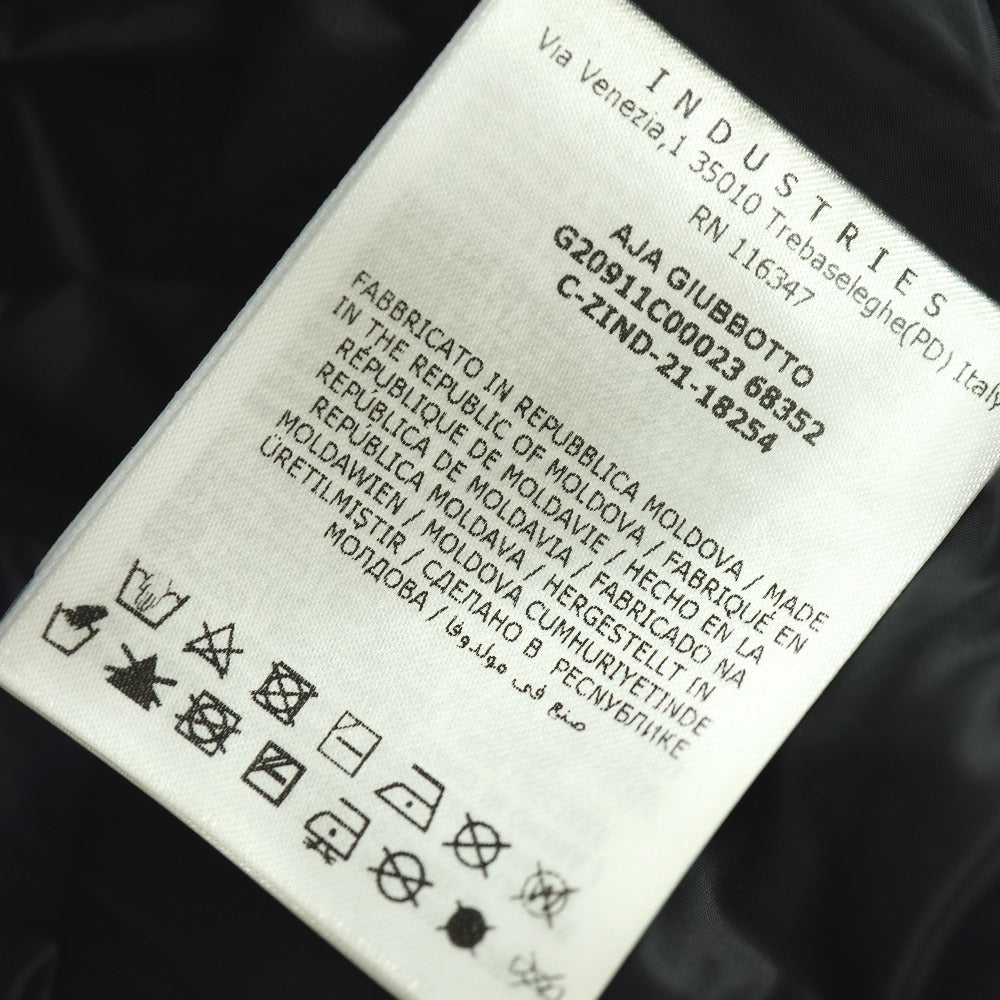 INDUSTRIES
Via Venezia,1 35010 Trebaseleghe(PD) Italy
RN 116347
AJA GIUBBOTTO
G20911C00023 68352
C-ZIND-21-18254
FABBRICATO IN REPUBBLICA MOLDOVA / MADE
IN THE REPUBLIC OF MOLDOVA / FABRIQUÉ EN
RÉPUBLIQUE DE MOLDAVIE / HECHO EN LA
REPÚBLICA DE MOLDAVIA / FABRICADO NA
REPÚBLICA MOLDAVA / HERGESTELLT IN
MOLDAWIEN / MOLDOVA CUMHURIYETINDE
ÜRETILMIŞTIR / СДЕЛАНО В РЕСПУБЛИКЕ
МОЛДОВА / صنع في مولدوفا